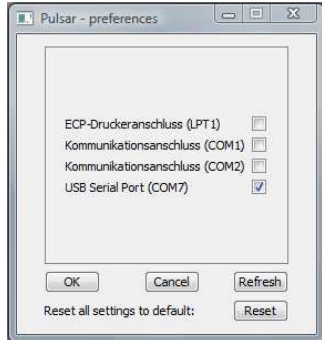 Pulsar - preferences
ECP-Druckeranschluss (LPT1)
Kommunikationsanschluss (COM1)
Kommunikationsanschluss (COM2)
USB Serial Port (COM7)
OK Cancel Refresh
Reset all settings to default: Reset